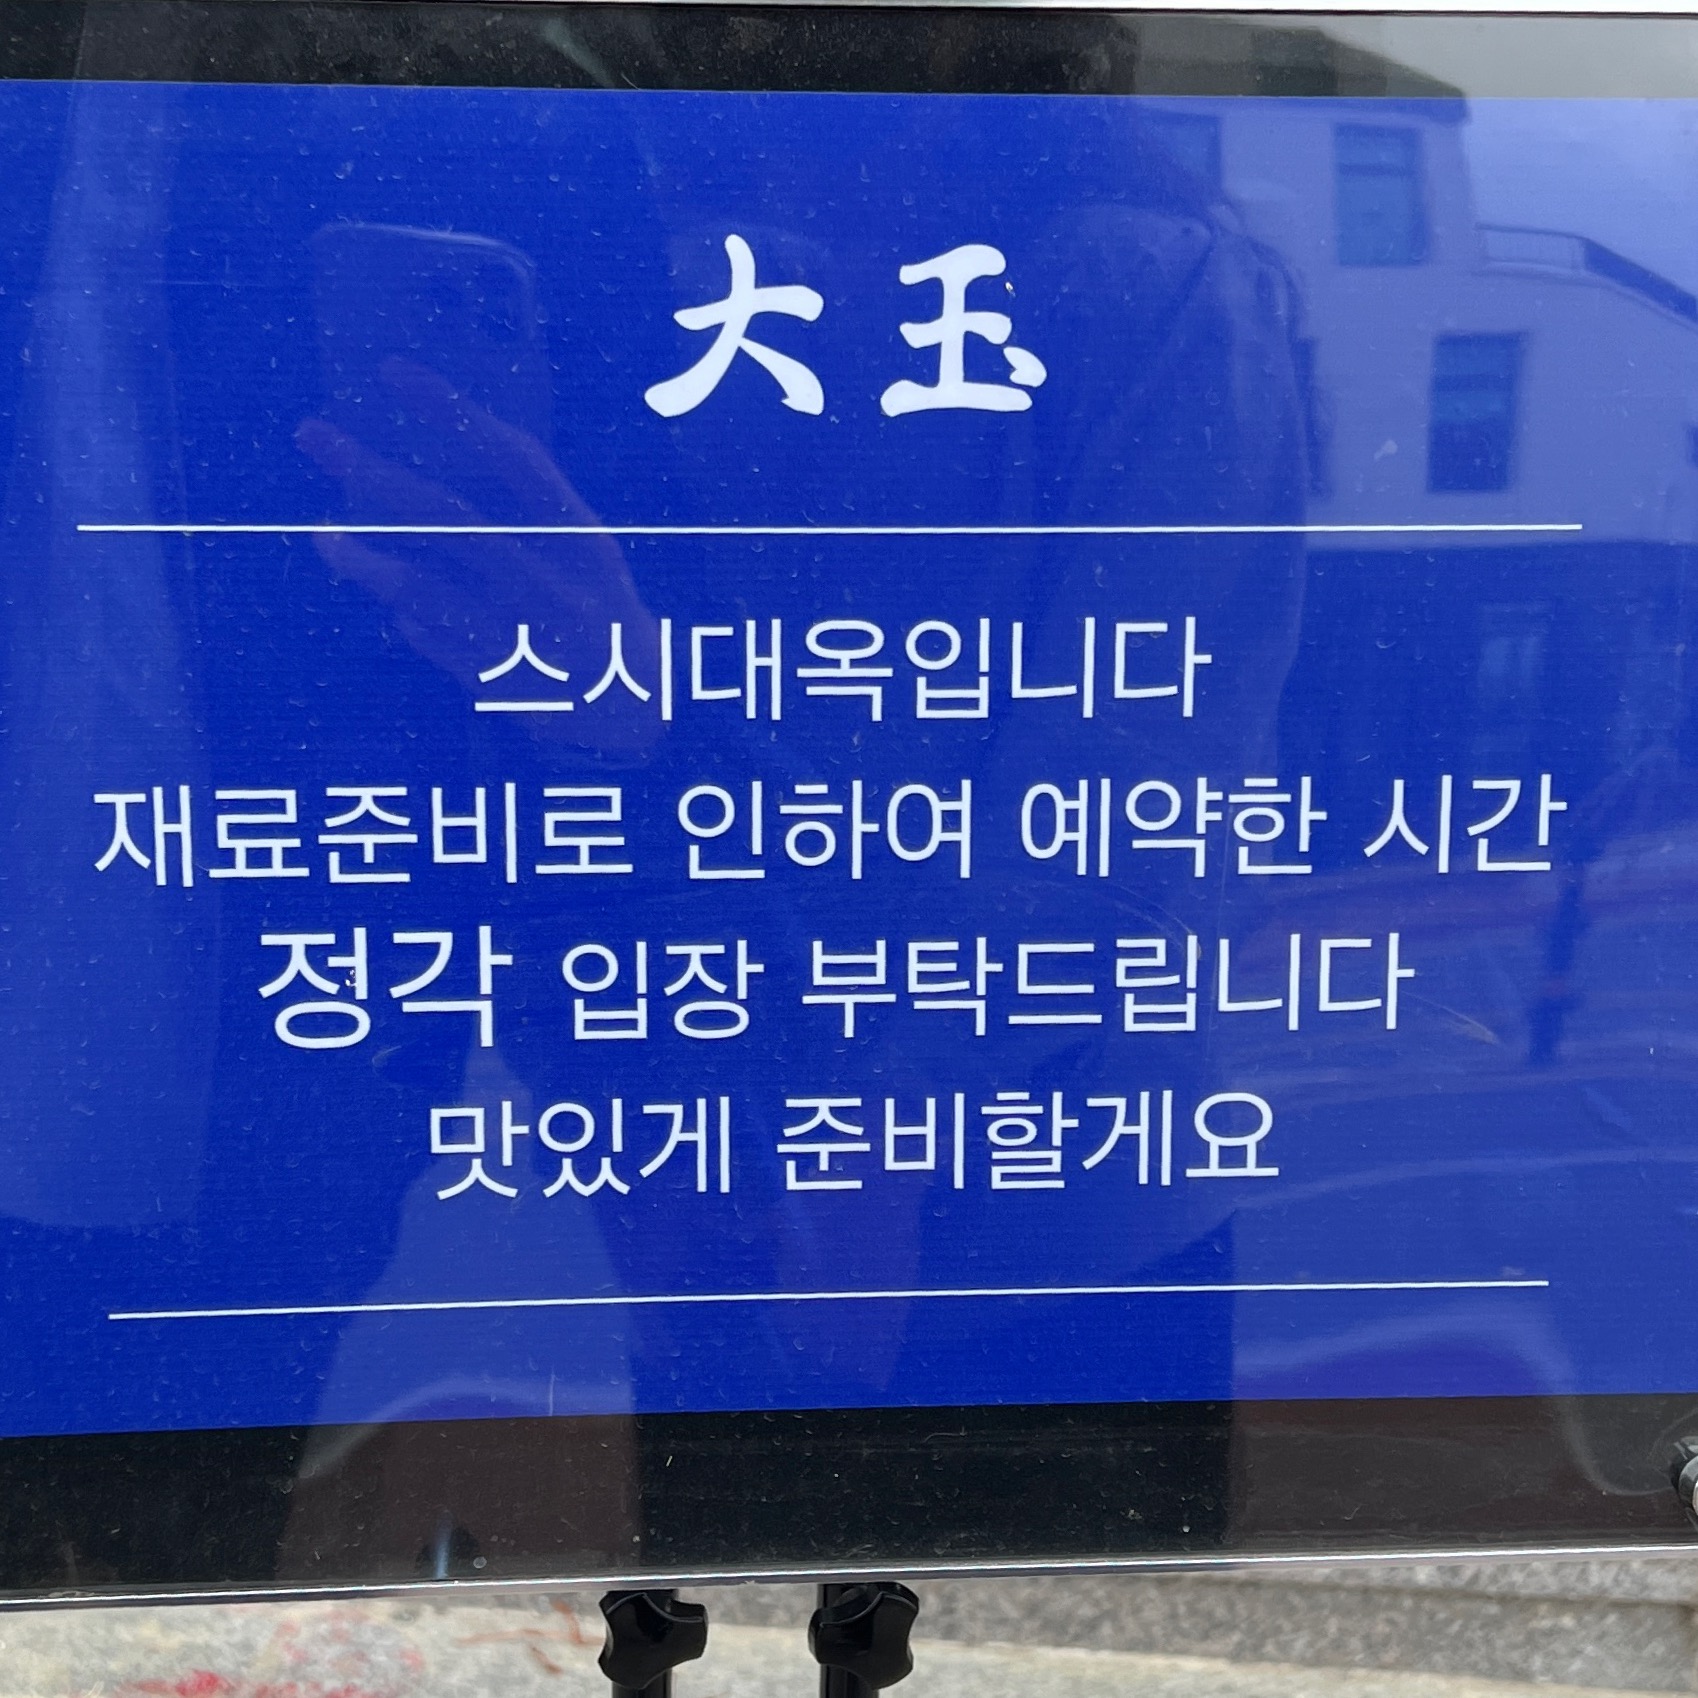 大玉
스시대옥입니다
재료준비로 인하여 예약한 시간
정각 입장 부탁드립니다
맛있게 준비할게요